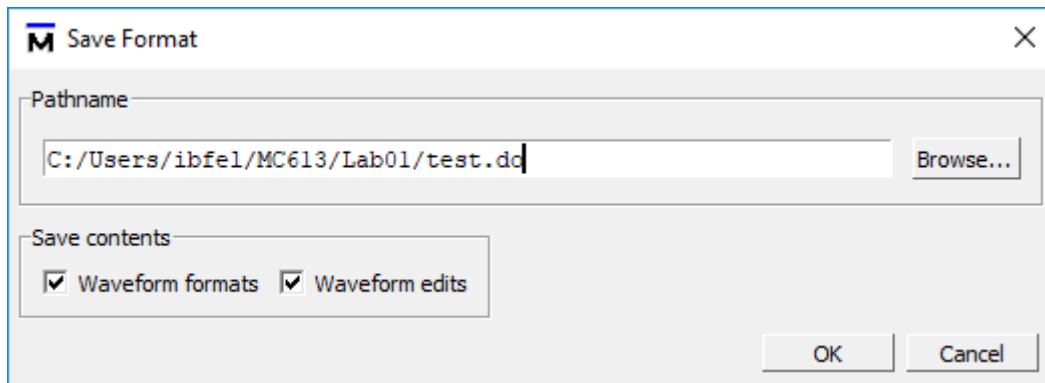 Save Format
Pathname
C:/Users/ibfel/MC613/Lab01/test.do
Browse...
Save contents
Waveform formats Waveform edits
OK Cancel